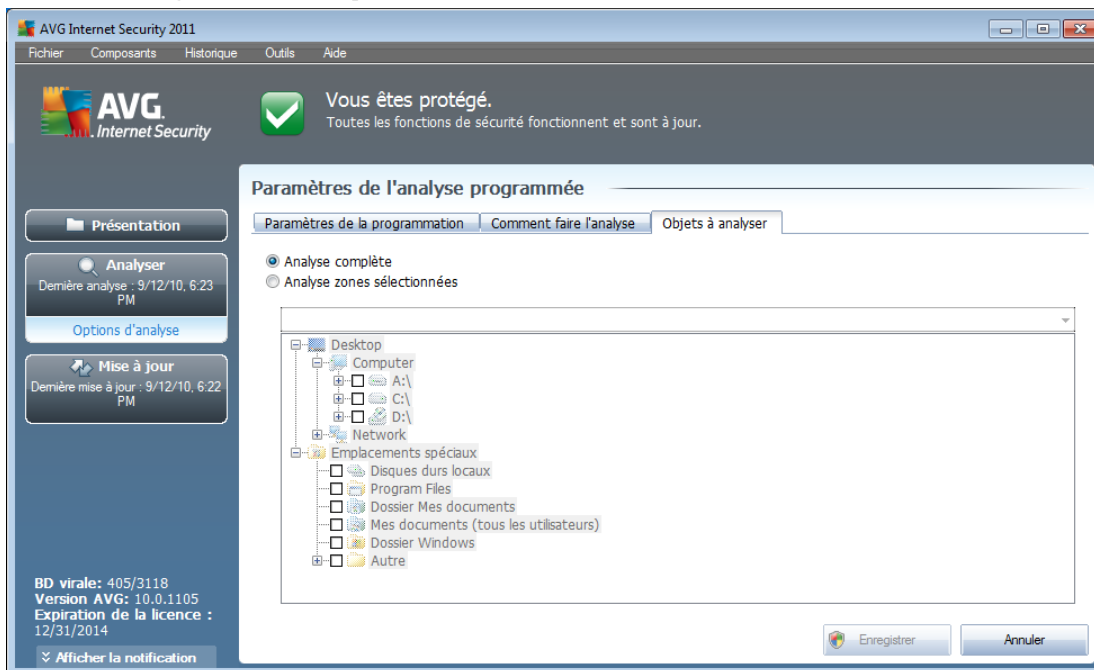 AVG Internet Security 2011
Fichier Composants Historique Outils Aide
AVG.
Internet Security
Vous êtes protégé.
Toutes les fonctions de sécurité fonctionnent et sont à jour.
Présentation
Analyser
Dernière analyse : 9/12/10, 6:23
PM
Options d'analyse
Mise à jour
Dernière mise à jour : 9/12/10, 6:22
PM
BD virale: 405/3118
Version AVG: 10.0.1105
Expiration de la licence :
12/31/2014
Afficher la notification
Paramètres de l'analyse programmée
Paramètres de la programmation Comment faire l'analyse Objets à analyser
Analyse complète
Analyse zones sélectionnées
Desktop
Computer
A:\
C:\
D:\
Network
Emplacements spéciaux
Disques durs locaux
Program Files
Dossier Mes documents
Mes documents (tous les utilisateurs)
Dossier Windows
Autre
Enregistrer Annuler